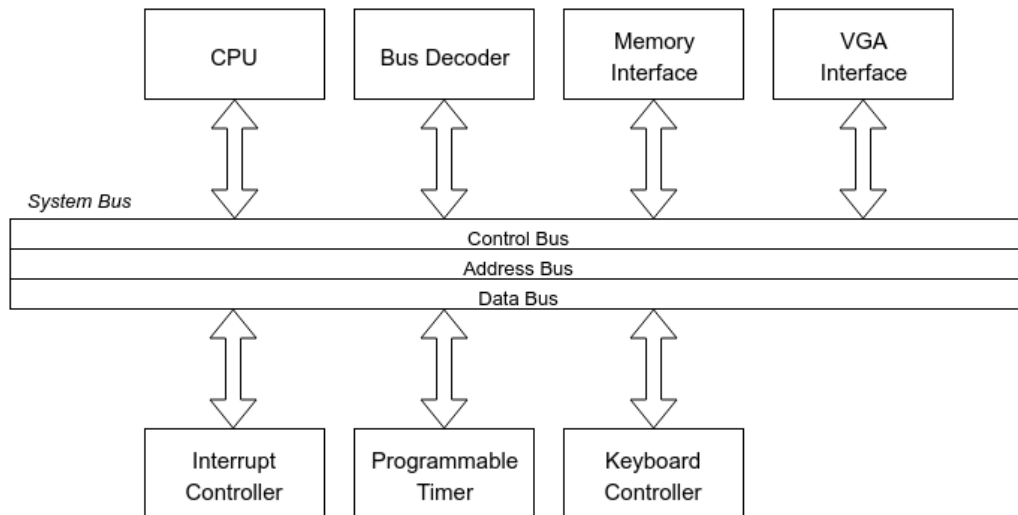 CPU
Bus Decoder
Memory
Interface
VGA
Interface
System Bus
Control Bus
Address Bus
Data Bus
Interrupt
Controller
Programmable
Timer
Keyboard
Controller